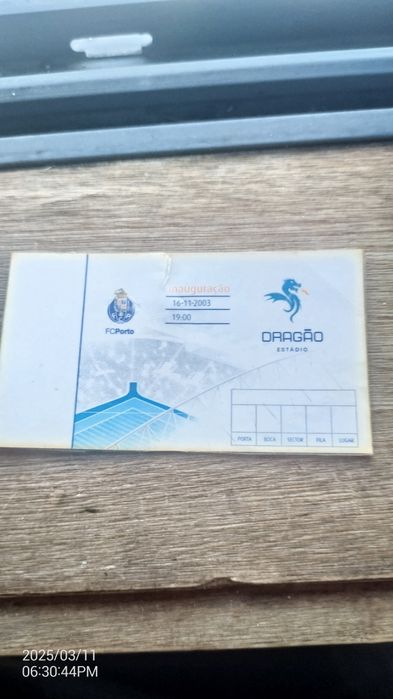 inauguração
16-11-2003
19:00
FCPorto
DRAGÃO
ESTÁDIO
PORTA BOCA SECTOR FILA LUGAR
2025/03/11
06:30:44PM